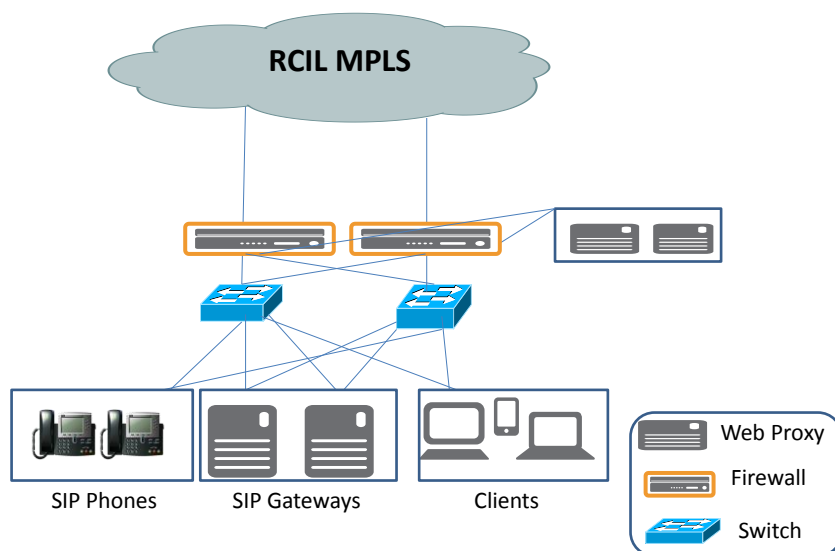 RCIL MPLS
SIP Phones
SIP Gateways
Clients
Web Proxy
Firewall
Switch